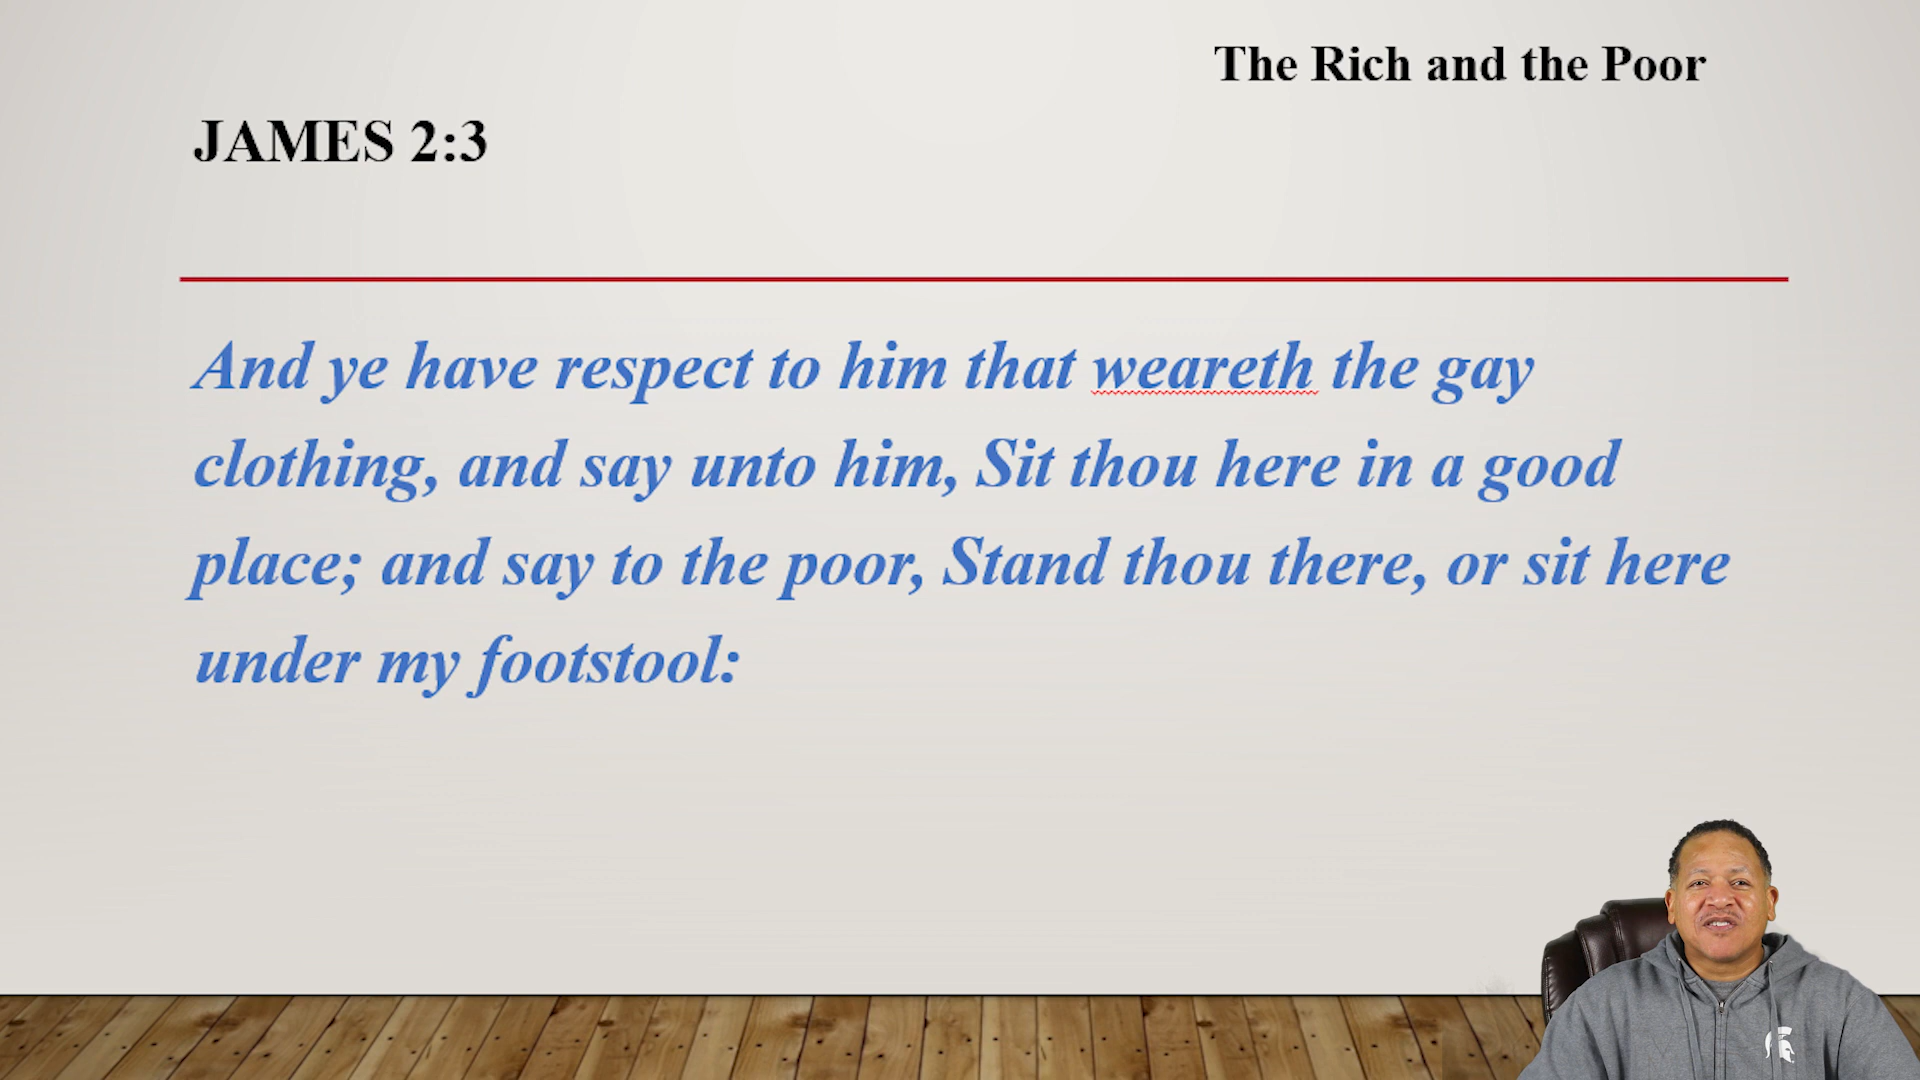 The Rich and the Poor
JAMES 2:3
And ye have respect to him that weareth the gay
clothing, and say unto him, Sit thou here in a good
place; and say to the poor, Stand thou there, or sit here
under my footstool: